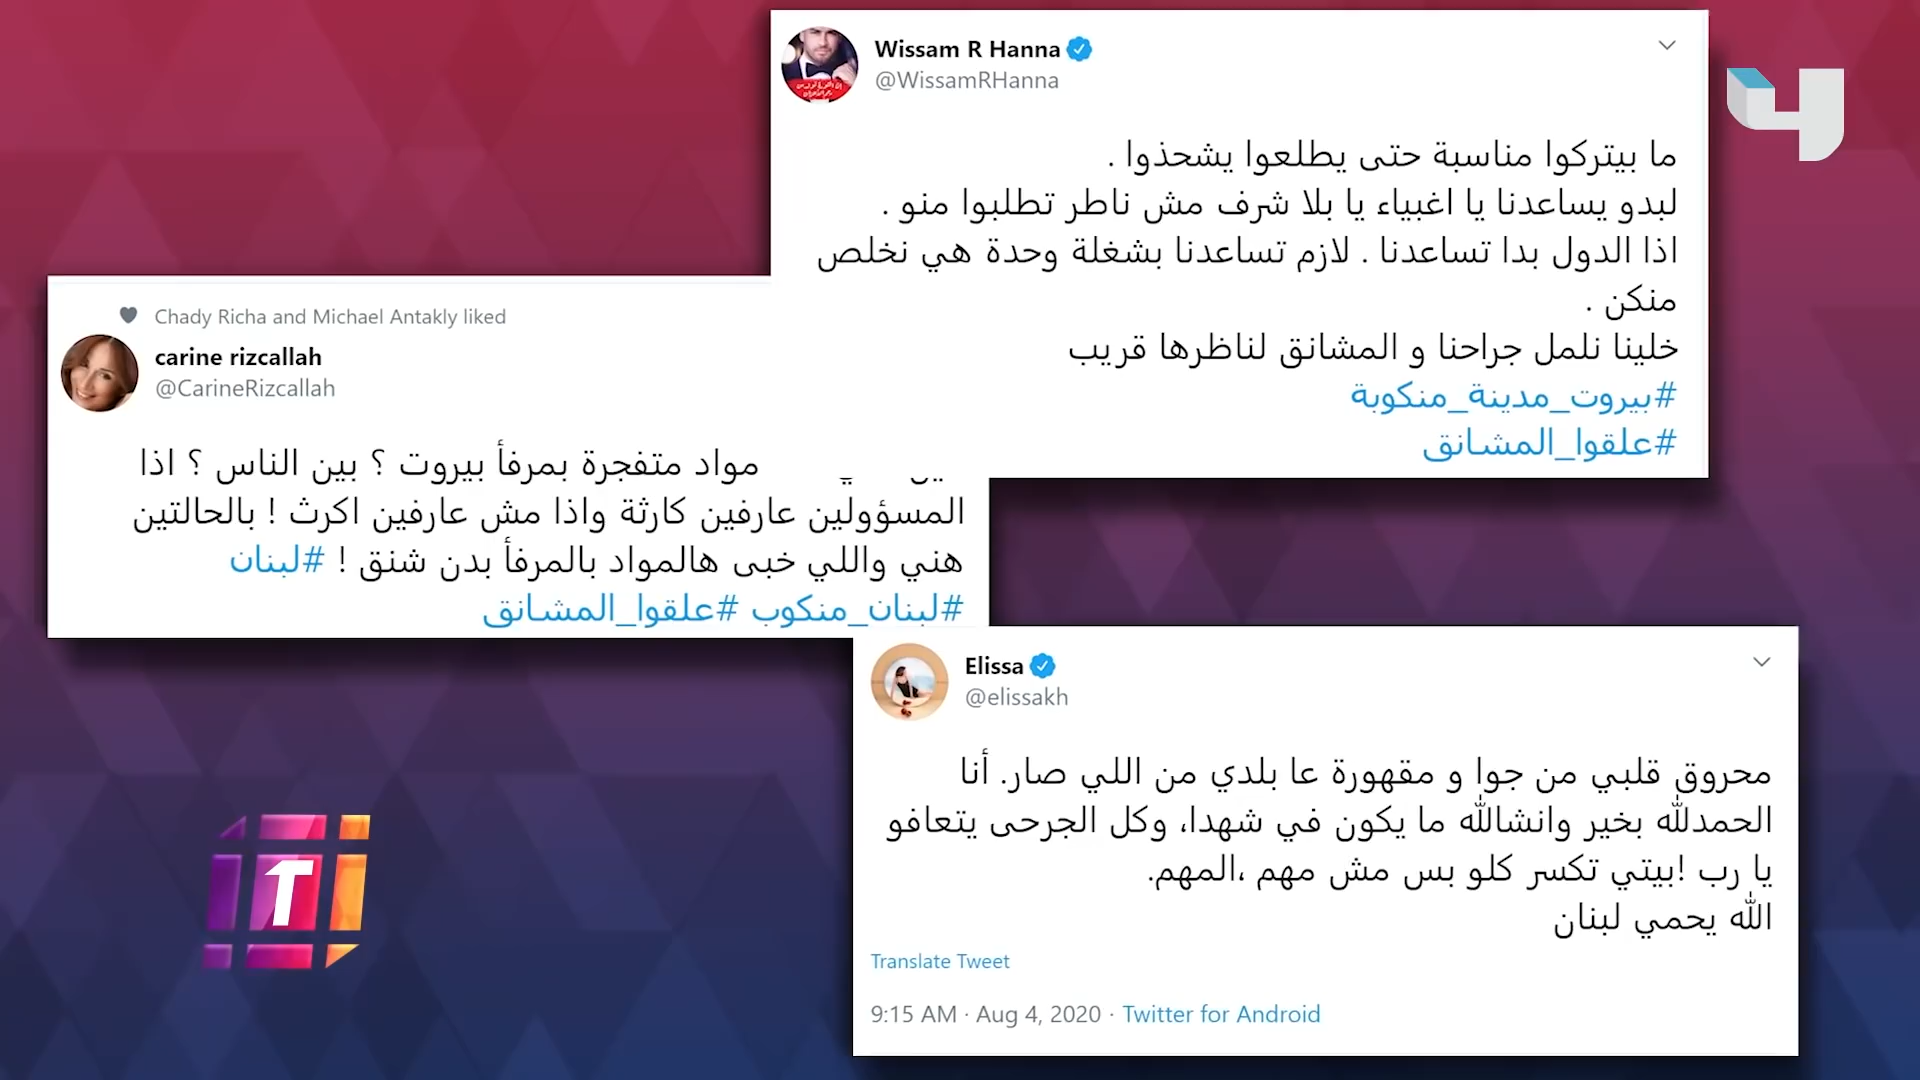 Wissam R Hanna
@WissamRHanna
ما بيتركوا مناسبة حتى يطلعوا يشحذوا .
لبدو يساعدنا يا اغبياء يا بلا شرف مش ناطر تطلبوا منو .
اذا الدول بدا تساعدنا . لازم تساعدنا بشغلة وحدة هي نخلص
منكن .
خلينا نلمل جراحنا و المشانق لناظرها قريب
#بيروت_مدينة_منكوبة
#علقوا_المشانق
Chady Richa and Michael Antakly liked
carine rizcallah
@CarineRizcallah
مواد متفجرة بمرفأ بيروت ؟ بين الناس ؟ اذا
المسؤولين عارفين كارثة واذا مش عارفين اكرث ! بالحالتين
هني واللي خبى هالمواد بالمرفأ بدن شنق ! #لبنان
#لبنان_منكوب #علقوا_المشانق
Elissa
@elissakh
محروق قلبي من جوا و مقهورة عا بلدي من اللي صار. أنا
الحمدلله بخير وانشالله ما يكون في شهدا، وكل الجرحى يتعافو
يا رب !بيتي تكسر كلو بس مش مهم ،المهم.
الله يحمي لبنان
Translate Tweet
9:15 AM · Aug 4, 2020 · Twitter for Android
T